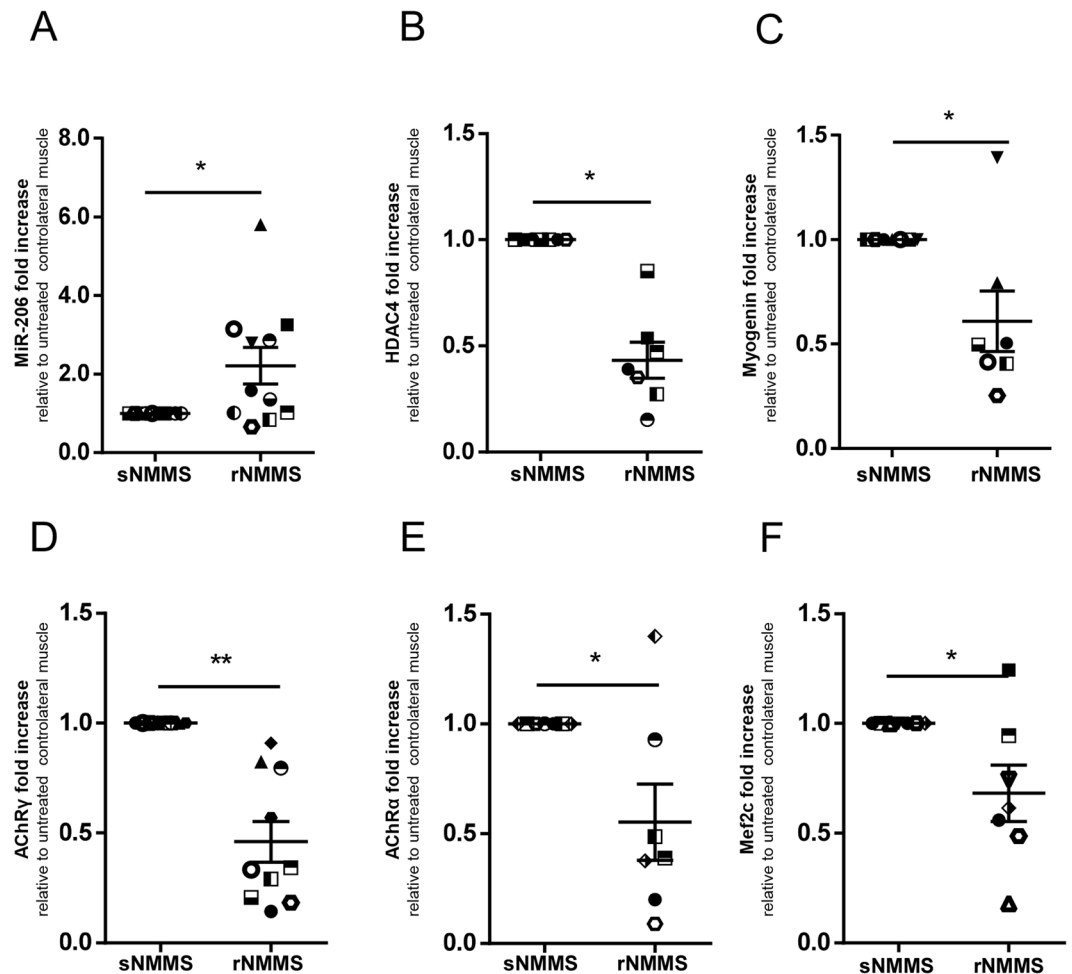 A
MiR-206 fold increase
relative to untreated controlateral muscle
8.0
6.0
4.0
2.0
0.0
*
sNMMS rNMMS
B
HDAC4 fold increase
relative to untreated controlateral muscle
1.5
1.0
0.5
0.0
*
sNMMS rNMMS
C
Myogenin fold increase
relative to untreated controlateral muscle
1.5
1.0
0.5
0.0
*
sNMMS rNMMS
D
AChRγ fold increase
relative to untreated controlateral muscle
1.5
1.0
0.5
0.0
**
sNMMS rNMMS
E
AChRα fold increase
relative to untreated controlateral muscle
1.5
1.0
0.5
0.0
*
sNMMS rNMMS
F
Mef2c fold increase
relative to untreated controlateral muscle
1.5
1.0
0.5
0.0
*
sNMMS rNMMS